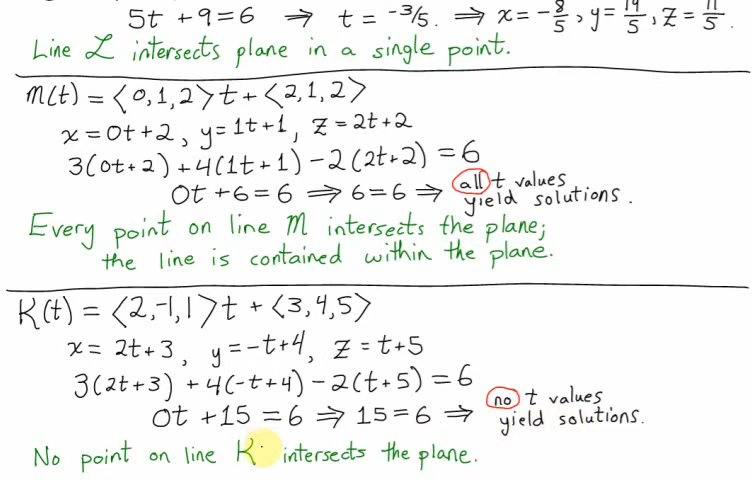 5t + 9 = 6 ⇒ t = -3/5. ⇒ x = -8/5, y = 19/5, z = 11/5.
Line L intersects plane in a single point.
M(t) = ⟨0,1,2⟩t + ⟨2,1,2⟩
x = 0t+2, y = 1t+1, z = 2t+2
3(0t+2) + 4(1t+1) - 2(2t+2) = 6
0t + 6 = 6 ⇒ 6 = 6 ⇒ all t values
yield solutions.
Every point on line M intersects the plane;
the line is contained within the plane.
K(t) = ⟨2,-1,1⟩t + ⟨3,4,5⟩
x = 2t+3, y = -t+4, z = t+5
3(2t+3) + 4(-t+4) - 2(t+5) = 6
0t + 15 = 6 ⇒ 15 = 6 ⇒ no t values
yield solutions.
No point on line K intersects the plane.